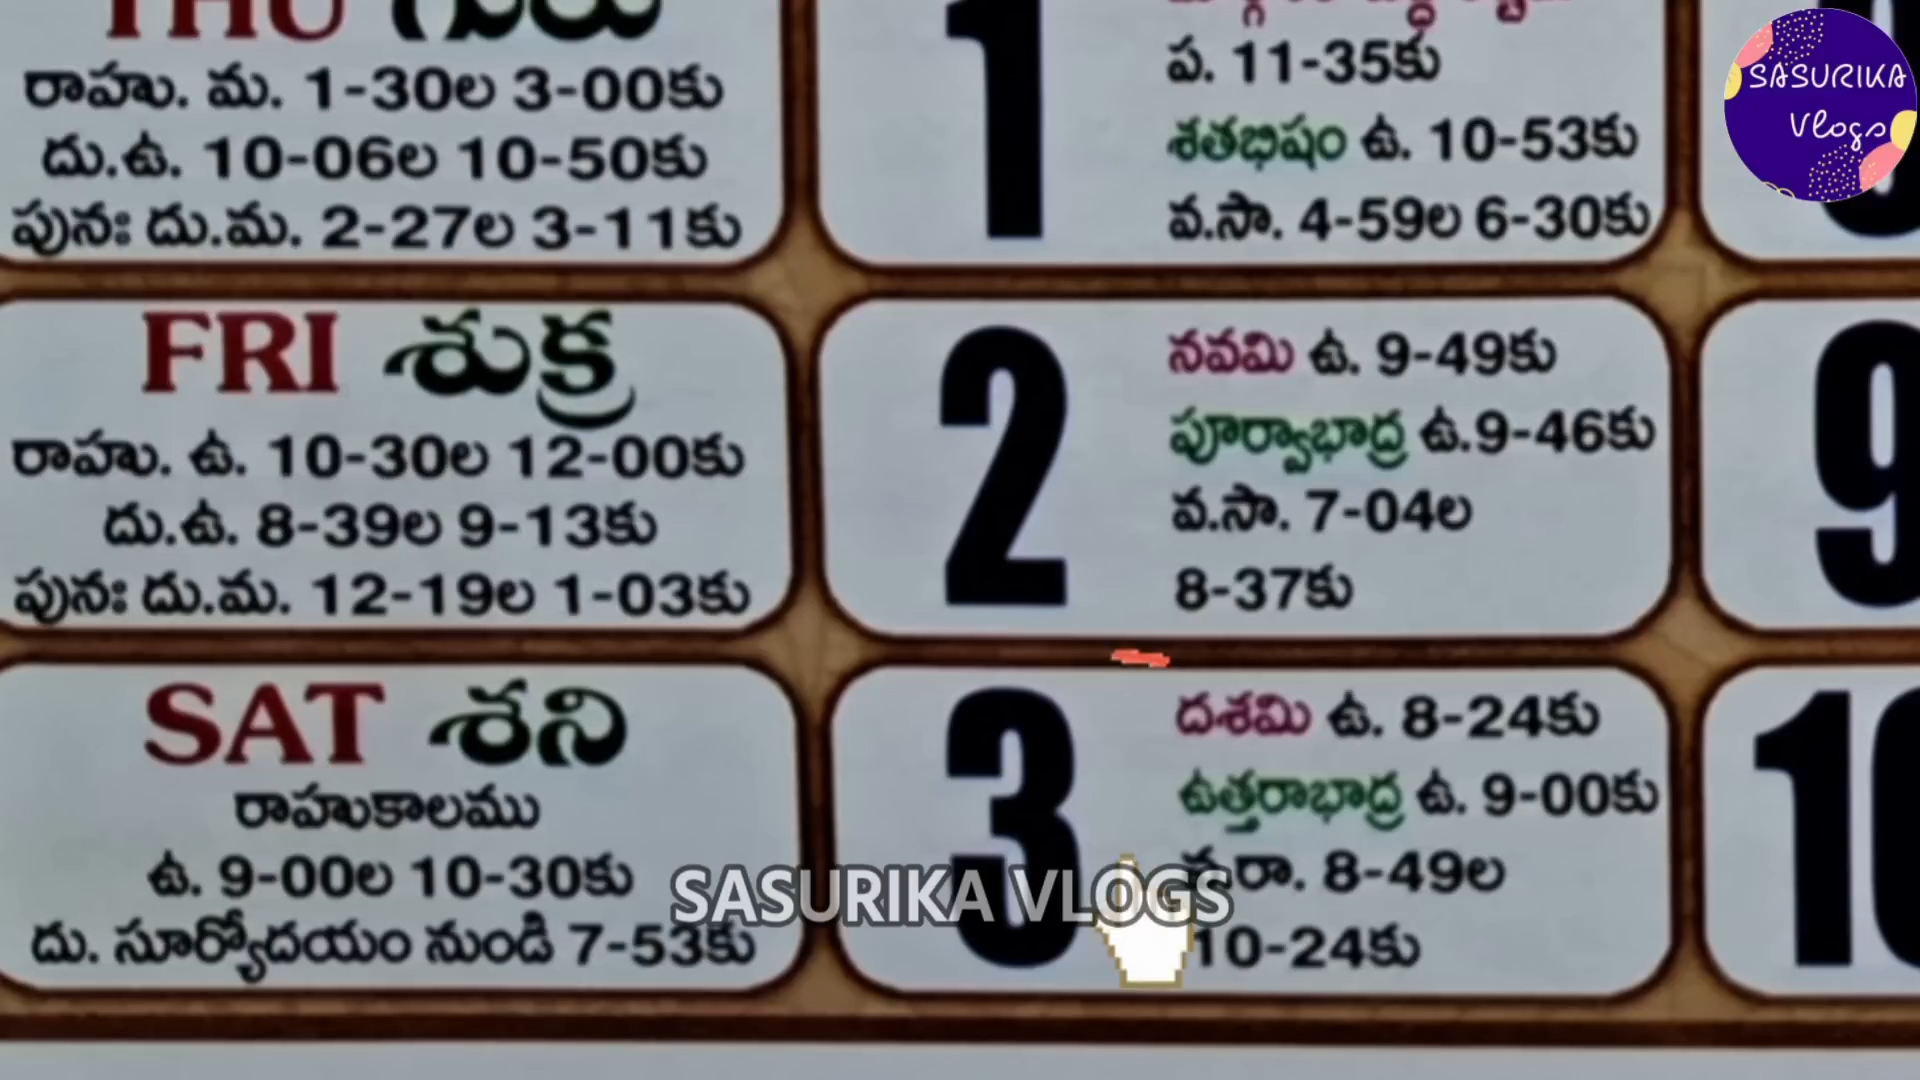 THU గురు
రాహు. మ. 1-30ల 3-00కు
దు.ఉ. 10-06ల 10-50కు
పునః దు.మ. 2-27ల 3-11కు
1
ప. 11-35కు
శతభిషం ఉ. 10-53కు
వ.సా. 4-59ల 6-30కు
SASURIKA
Vlogs
FRI శుక్ర
రాహు. ఉ. 10-30ల 12-00కు
దు.ఉ. 8-39ల 9-13కు
పునః దు.మ. 12-19ల 1-03కు
2
నవమి ఉ. 9-49కు
పూర్వాభాద్ర ఉ.9-46కు
వ.సా. 7-04ల
8-37కు
9
SAT శని
రాహుకాలము
ఉ. 9-00ల 10-30కు
దు. సూర్యోదయం నుండి 7-53కు
3
దశమి ఉ. 8-24కు
ఉత్తరాభాద్ర ఉ. 9-00కు
రా. 8-49ల
10-24కు
10
SASURIKA VLOGS